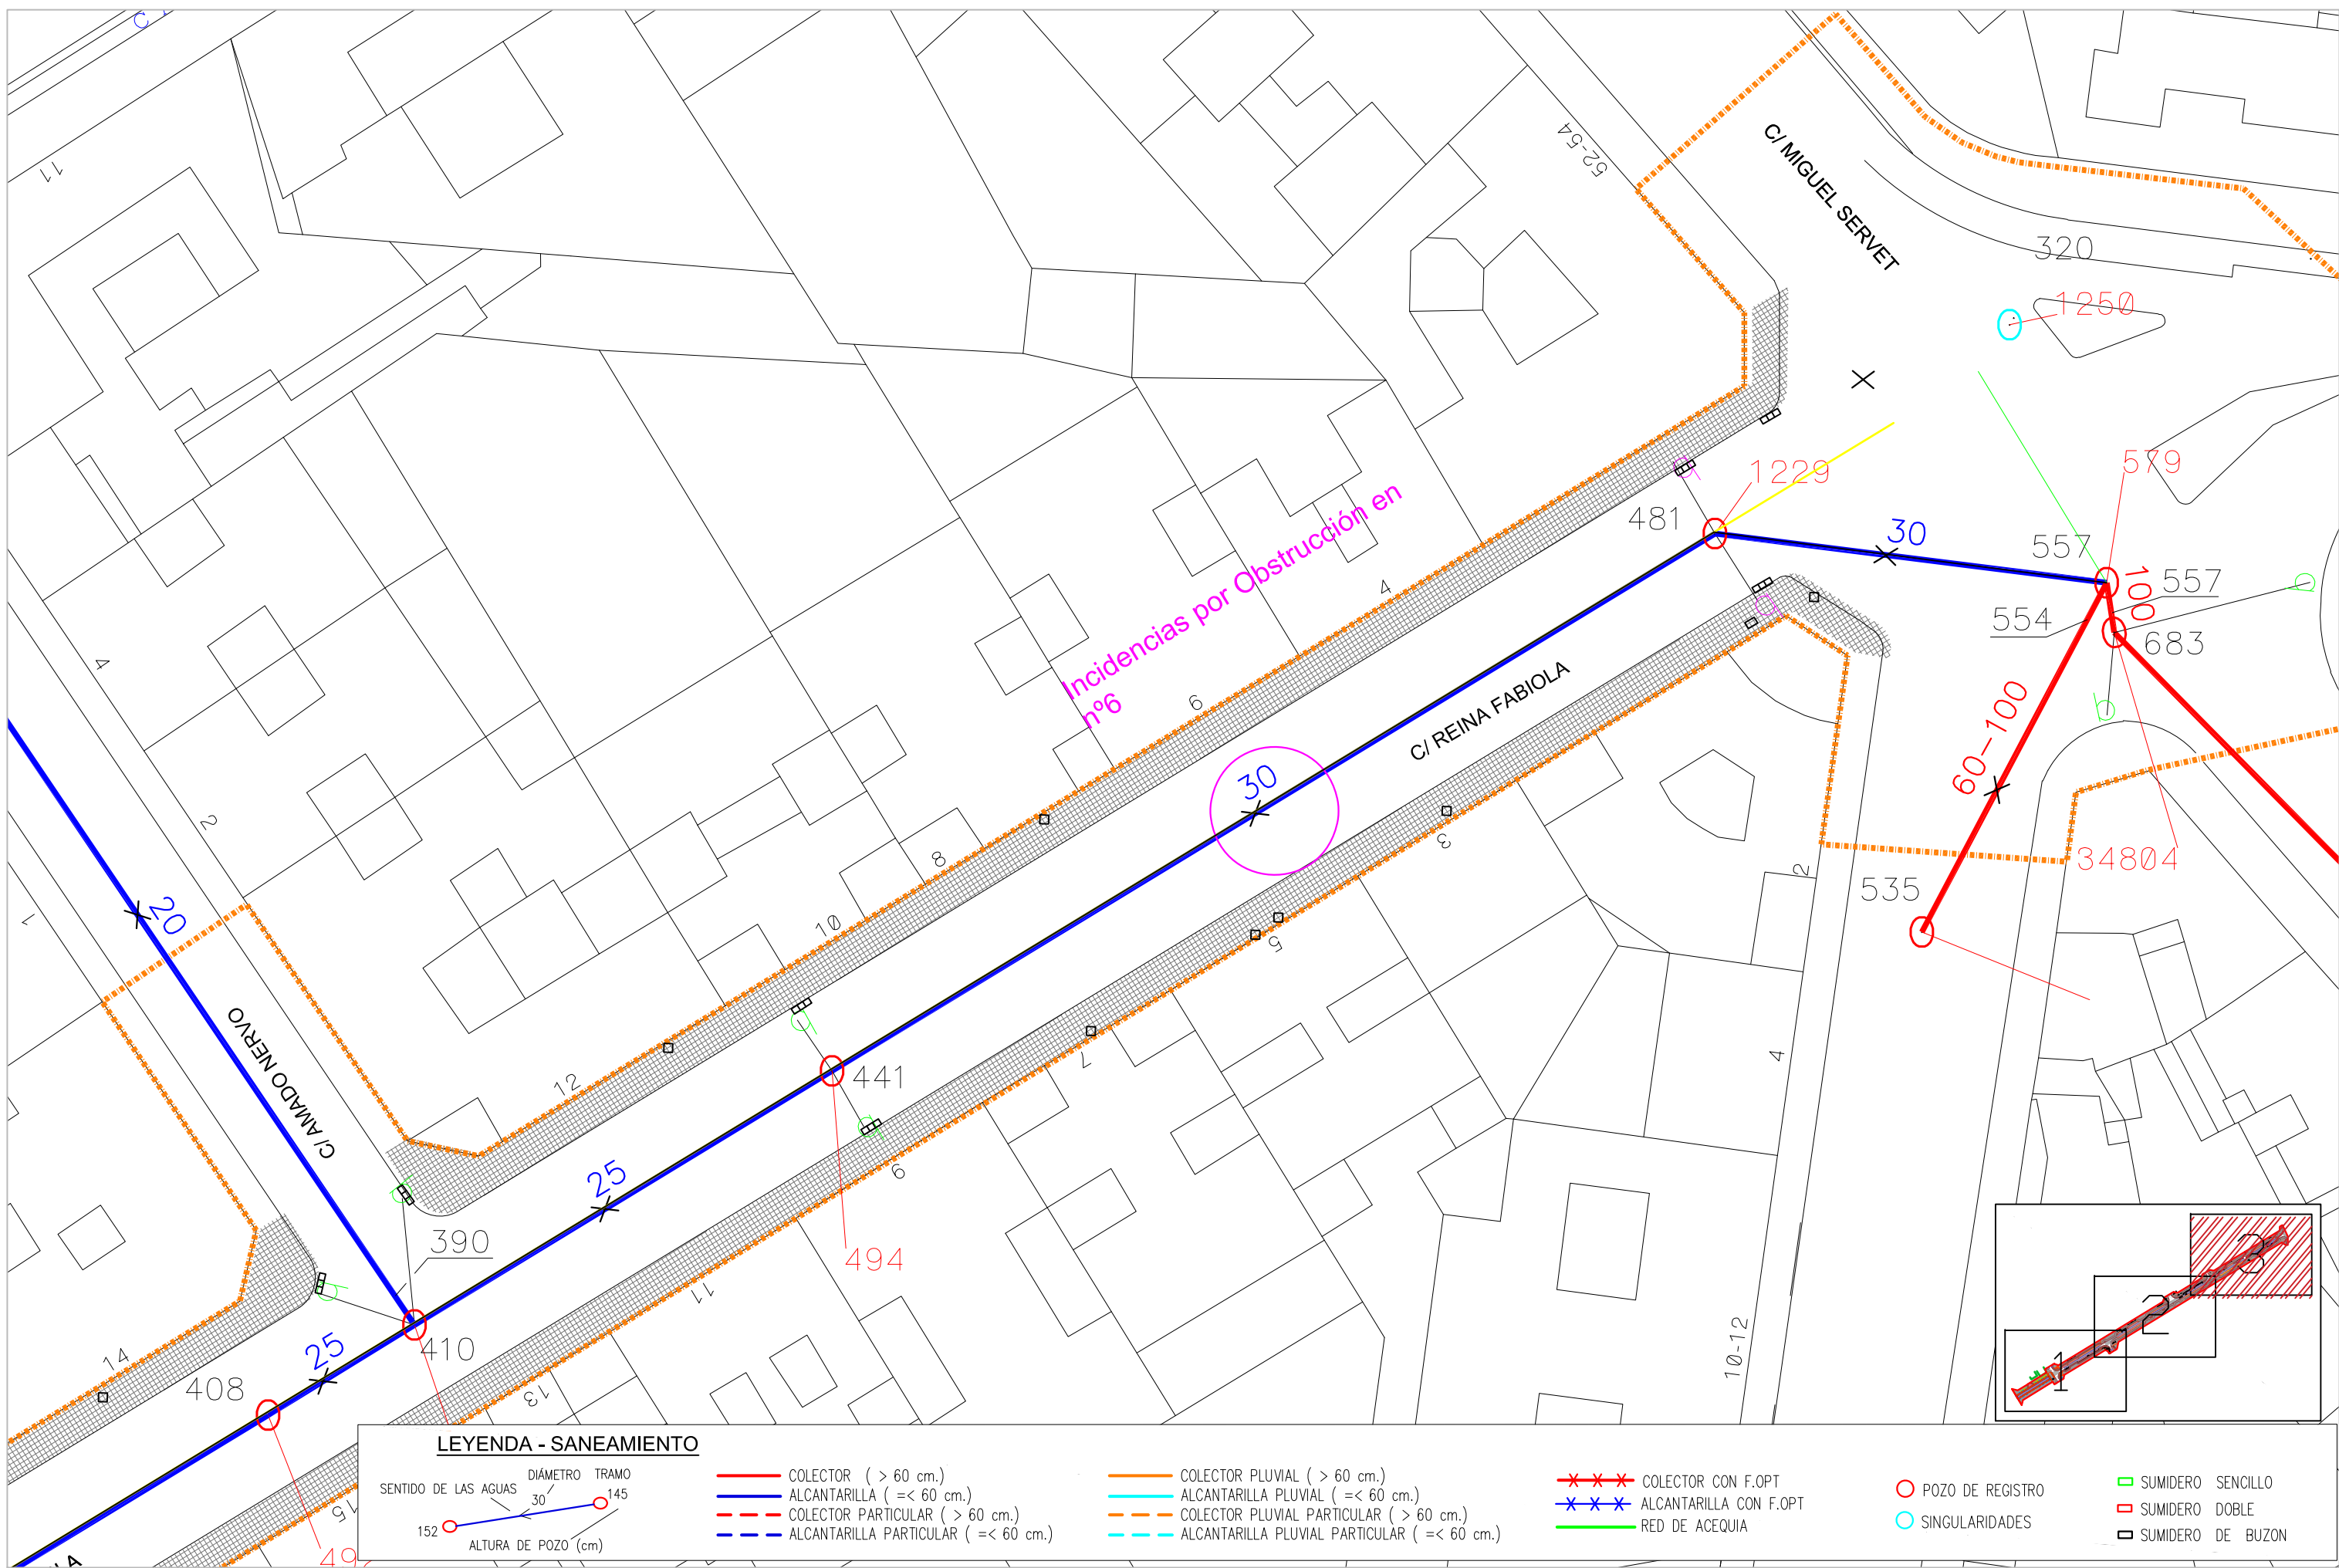 11
52-54
C/ MIGUEL SERVET
320
1250
579
1229
481
30
557
100
557
554
683
Incidencias por Obstrucción en
nº6
4
6
C/ REINA FABIOLA
60-100
30
4
2
8
10
3
5
2
34804
535
20
1
C/ AMADO NERVO
12
441
7
4
25
9
494
390
11
10-12
410
14
25
408
13
15
3
2
1
LEYENDA - SANEAMIENTO
SENTIDO DE LAS AGUAS
DIÁMETRO
TRAMO
30
145
152
ALTURA DE POZO (cm)
COLECTOR ( > 60 cm.)
ALCANTARILLA ( =< 60 cm.)
COLECTOR PARTICULAR ( > 60 cm.)
ALCANTARILLA PARTICULAR ( =< 60 cm.)
COLECTOR PLUVIAL ( > 60 cm.)
ALCANTARILLA PLUVIAL ( =< 60 cm.)
COLECTOR PLUVIAL PARTICULAR ( > 60 cm.)
ALCANTARILLA PLUVIAL PARTICULAR ( =< 60 cm.)
COLECTOR CON F.OPT
ALCANTARILLA CON F.OPT
RED DE ACEQUIA
POZO DE REGISTRO
SINGULARIDADES
SUMIDERO SENCILLO
SUMIDERO DOBLE
SUMIDERO DE BUZON